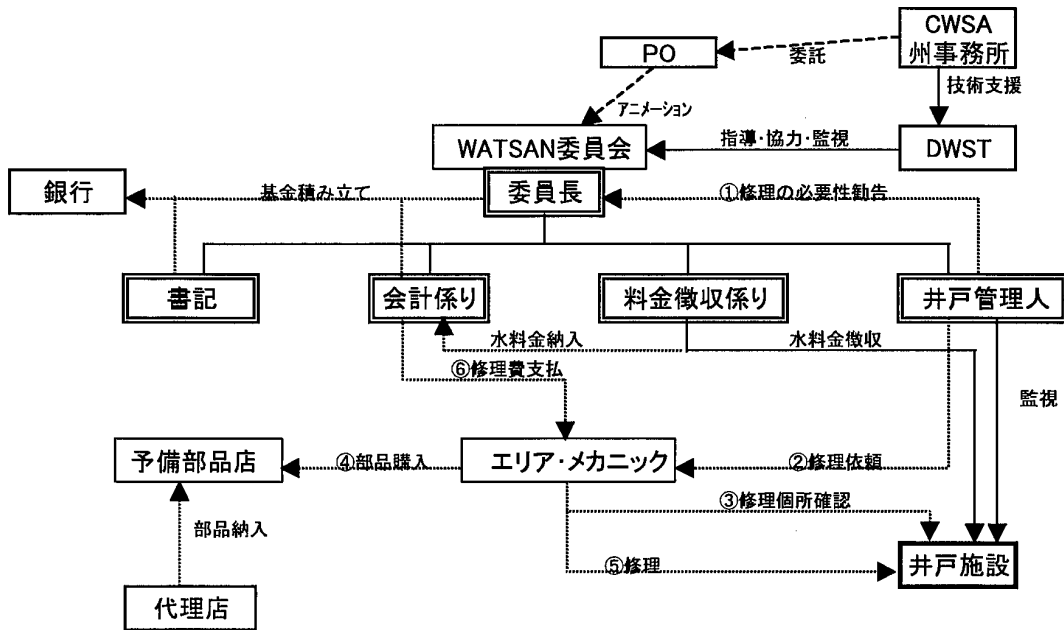 CWSA
州事務所
PO
委託
技術支援
アニメーション
WATSAN委員会
指導・協力・監視
DWST
銀行
基金積み立て
委員長
①修理の必要性勧告
書記
会計係り
料金徴収係り
井戸管理人
水料金納入
水料金徴収
⑥修理費支払
監視
予備部品店
④部品購入
エリア・メカニック
②修理依頼
③修理個所確認
部品納入
⑤修理
井戸施設
代理店